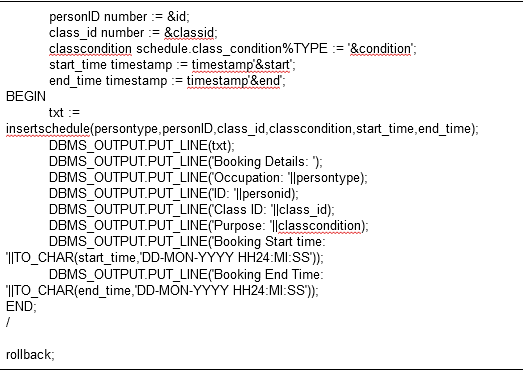 personID number := &id;
class_id number := &classid;
classcondition schedule.class_condition%TYPE := '&condition';
start_time timestamp := timestamp'&start';
end_time timestamp := timestamp'&end';
BEGIN
txt :=
insertschedule(persontype,personID,class_id,classcondition,start_time,end_time);
DBMS_OUTPUT.PUT_LINE(txt);
DBMS_OUTPUT.PUT_LINE('Booking Details: ');
DBMS_OUTPUT.PUT_LINE('Occupation: '||persontype);
DBMS_OUTPUT.PUT_LINE('ID: '||personid);
DBMS_OUTPUT.PUT_LINE('Class ID: '||class_id);
DBMS_OUTPUT.PUT_LINE('Purpose: '||classcondition);
DBMS_OUTPUT.PUT_LINE('Booking Start time:
'||TO_CHAR(start_time,'DD-MON-YYYY HH24:MI:SS'));
DBMS_OUTPUT.PUT_LINE('Booking End Time:
'||TO_CHAR(end_time,'DD-MON-YYYY HH24:MI:SS'));
END;
/
rollback;